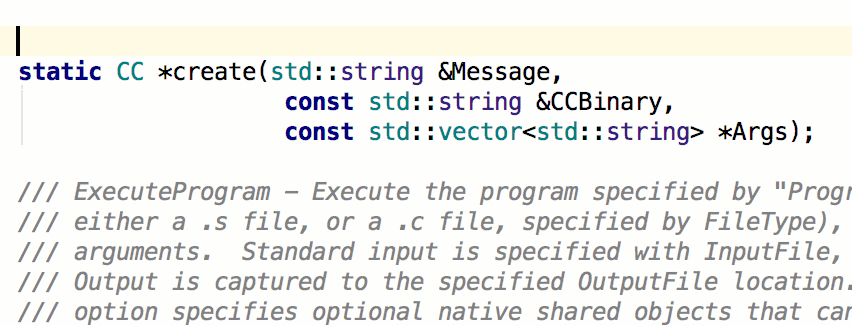 static CC *create(std::string &Message,
const std::string &CCBinary,
const std::vector<std::string> *Args);
/// ExecuteProgram – Execute the program specified by "Progr
/// either a .s file, or a .c file, specified by FileType),
/// arguments.  Standard input is specified with InputFile,
/// Output is captured to the specified OutputFile location.
/// option specifies optional native shared objects that can